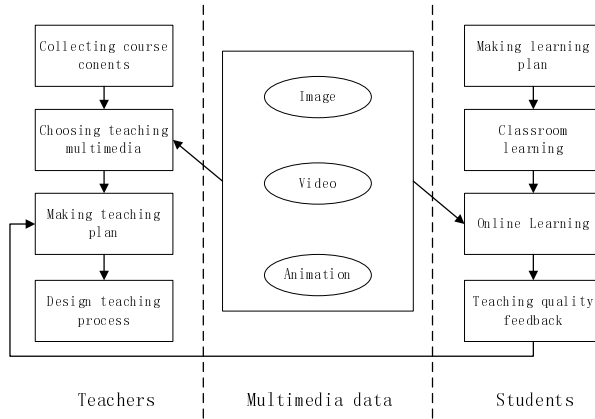 Collecting course
conents
Choosing teaching
multimedia
Making teaching
plan
Design teaching
process
Teachers
Image
Video
Animation
Multimedia data
Making learning
plan
Classroom
learning
Online Learning
Teaching quality
feedback
Students